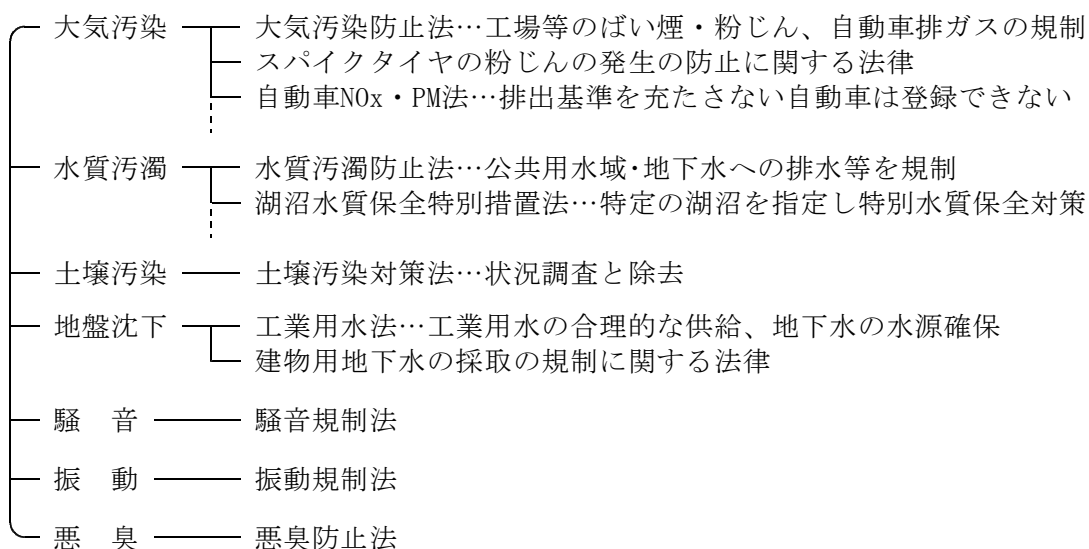 大気汚染 大気汚染防止法…工場等のばい煙・粉じん、自動車排ガスの規制
スパイクタイヤの粉じんの発生の防止に関する法律
自動車NOx・PM法…排出基準を充たさない自動車は登録できない
水質汚濁 水質汚濁防止法…公共用水域・地下水への排水等を規制
湖沼水質保全特別措置法…特定の湖沼を指定し特別水質保全対策
土壌汚染 土壌汚染対策法…状況調査と除去
地盤沈下 工業用水法…工業用水の合理的な供給、地下水の水源確保
建物用地下水の採取の規制に関する法律
騒 音 騒音規制法
振 動 振動規制法
悪 臭 悪臭防止法